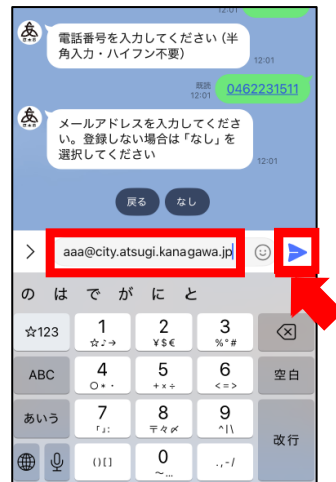 12:01
電話番号を入力してください(半
角入力・ハイフン不要)
12:01
既読
12:01
0462231511
メールアドレスを入力してくださ
い。登録しない場合は「なし」を
選択してください
12:01
戻る なし
aaa@city.atsugi.kanagawa.jp
の は で が に と
☆123 1 2 3
☆♪→ ¥$€ %°#
ABC 4 5 6 空白
○*・ +×÷ <=>
あいう 7 8 9
「」: 〒々〆 ^|\
改行
()[] 0 .,-/
~…